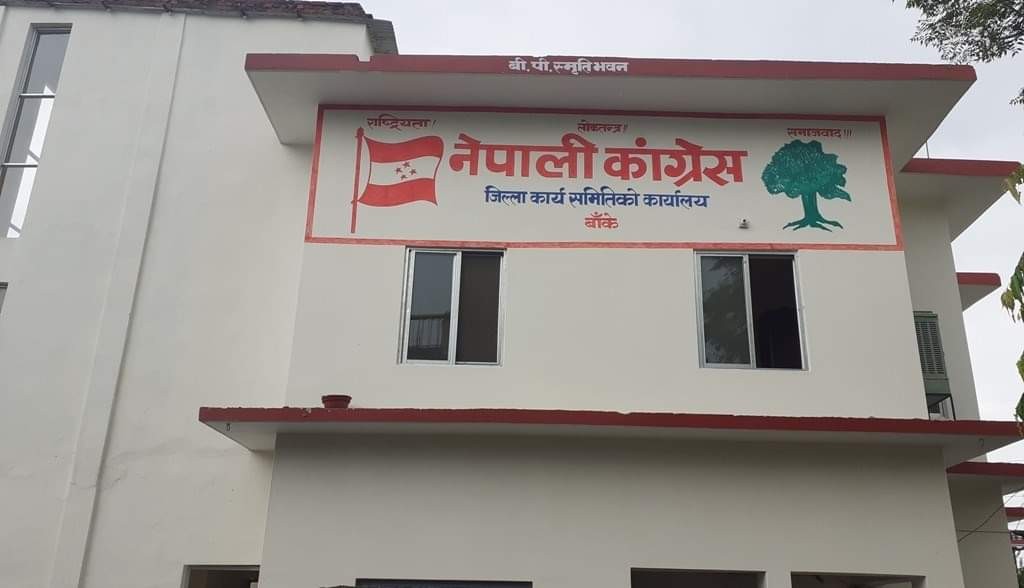 बी. पी. स्मृति भवन
राष्ट्रियता! लोकतन्त्र!! समाजवाद!!!
नेपाली कांग्रेस
जिल्ला कार्य समितिको कार्यालय
बाँके